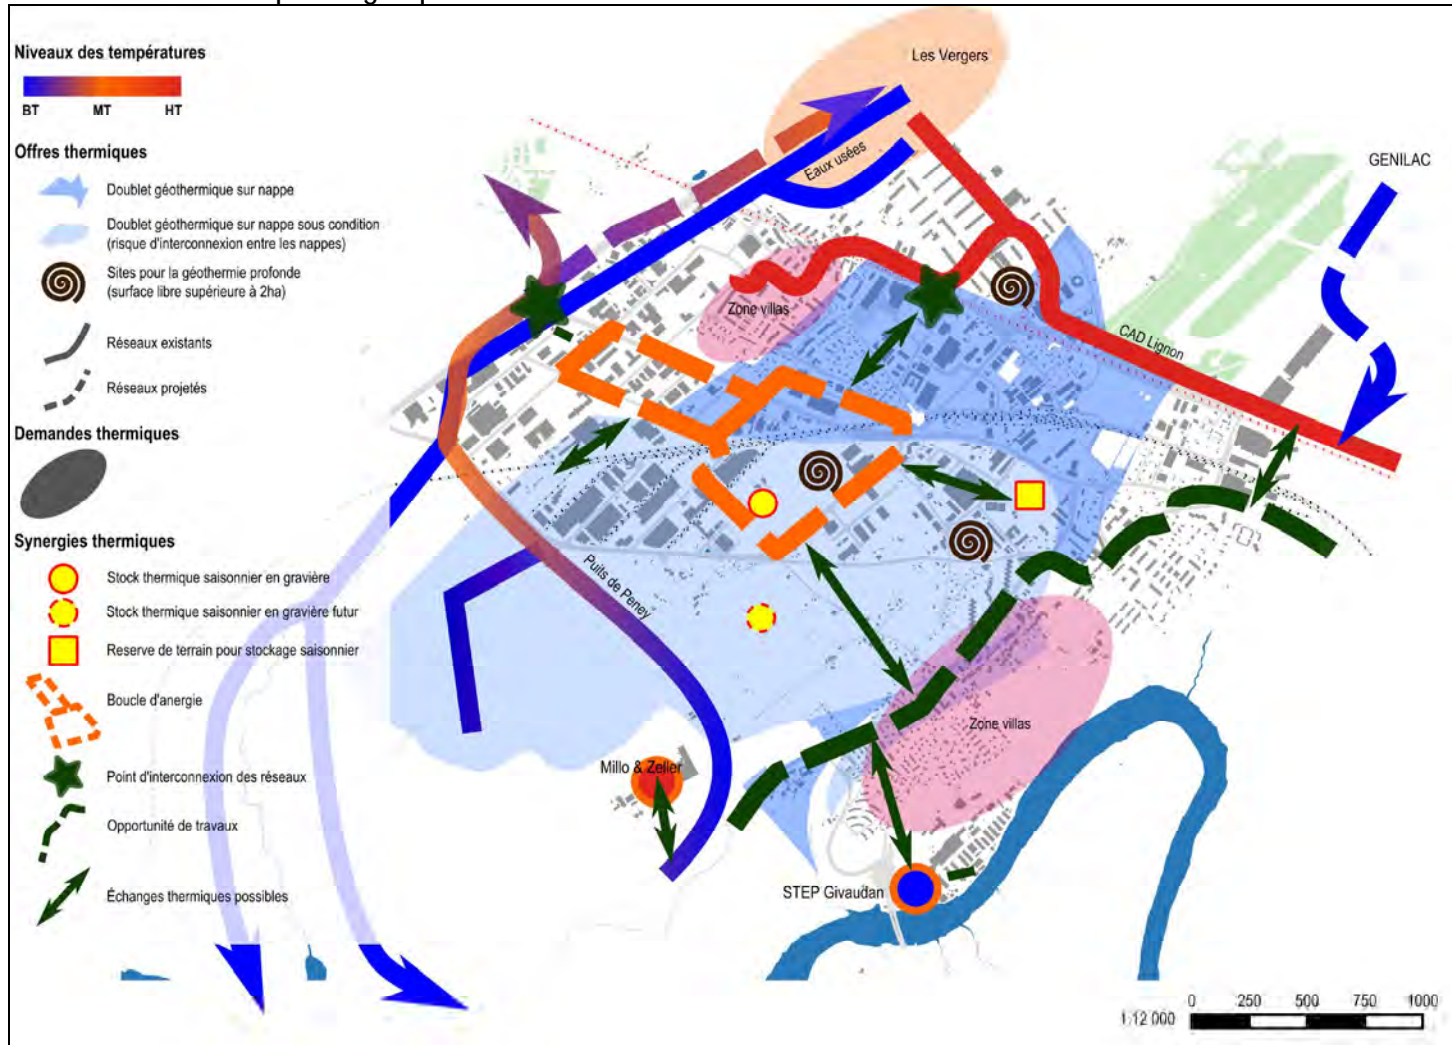 Niveaux des températures
BT MT HT
Offres thermiques
Doublet géothermique sur nappe
Doublet géothermique sur nappe sous condition
(risque d'interconnexion entre les nappes)
Sites pour la géothermie profonde
(surface libre supérieure à 2ha)
Réseaux existants
Réseaux projetés
Demandes thermiques
Synergies thermiques
Stock thermique saisonnier en gravière
Stock thermique saisonnier en gravière futur
Reserve de terrain pour stockage saisonnier
Boucle d'anergie
Point d'interconnexion des réseaux
Opportunité de travaux
Échanges thermiques possibles
Les Vergers
Eaux usées
GENILAC
Zone villas
CAD Lignon
Puits de Peney
Zone villas
Millo & Zeller
STEP Givaudan
0 250 500 750 1000
1:12 000